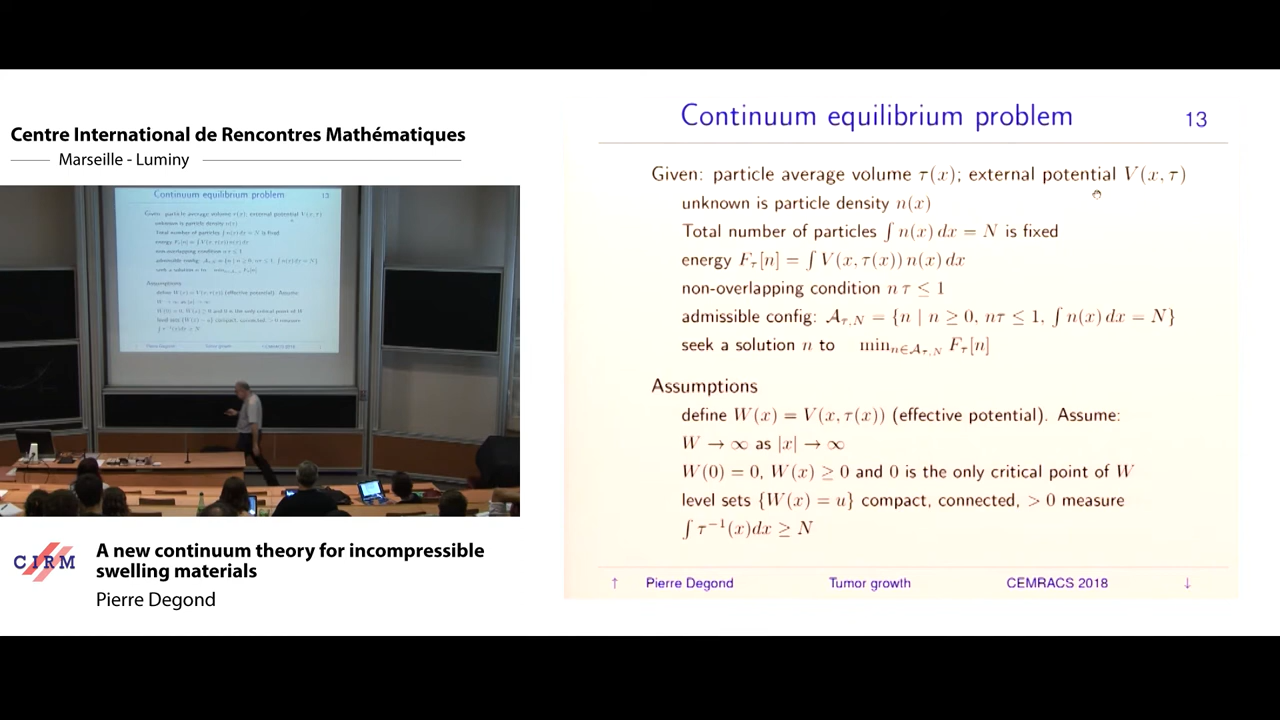 Centre International de Rencontres Mathématiques
Marseille - Luminy
Continuum equilibrium problem
13
CIRM
A new continuum theory for incompressible
swelling materials
Pierre Degond
Continuum equilibrium problem 13
Given: particle average volume τ(x); external potential V(x, τ)
unknown is particle density n(x)
Total number of particles ∫ n(x) dx = N is fixed
energy F_τ[n] = ∫ V(x, τ(x)) n(x) dx
non-overlapping condition n τ ≤ 1
admissible config: A_{τ,N} = {n | n ≥ 0, nτ ≤ 1, ∫ n(x) dx = N}
seek a solution n to min_{n∈A_{τ,N}} F_τ[n]
Assumptions
define W(x) = V(x, τ(x)) (effective potential). Assume:
W → ∞ as |x| → ∞
W(0) = 0, W(x) ≥ 0 and 0 is the only critical point of W
level sets {W(x) = u} compact, connected, > 0 measure
∫ τ⁻¹(x)dx ≥ N
↑ Pierre Degond Tumor growth CEMRACS 2018 ↓